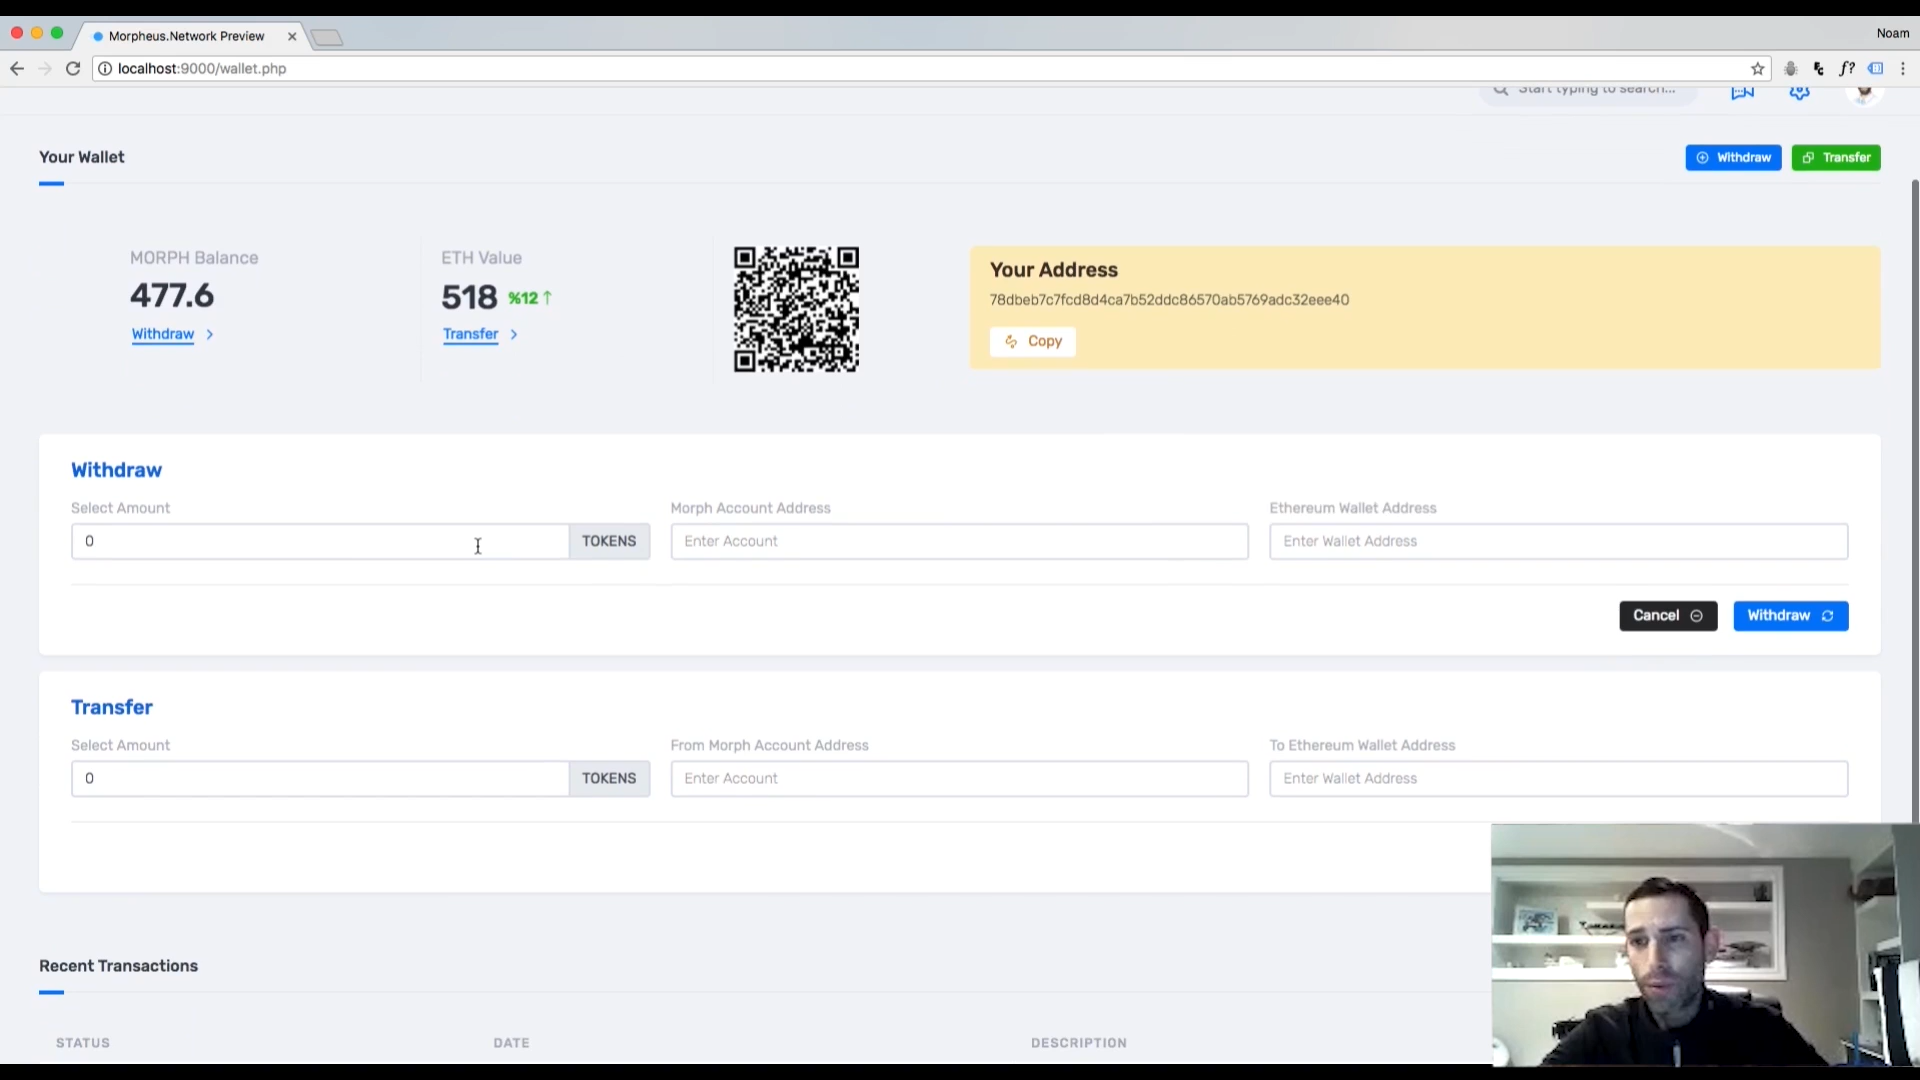 Morpheus.Network Preview
Noam
localhost:9000/wallet.php
f?
Start typing to search...
Your Wallet
Withdraw
Transfer
MORPH Balance
ETH Value
477.6
518 %12 ↑
Withdraw >
Transfer >
Your Address
78dbeb7c7fcd8d4ca7b52ddc86570ab5769adc32eee40
Copy
Withdraw
Select Amount
Morph Account Address
Ethereum Wallet Address
0
TOKENS
Enter Account
Enter Wallet Address
Cancel
Withdraw
Transfer
Select Amount
From Morph Account Address
To Ethereum Wallet Address
0
TOKENS
Enter Account
Enter Wallet Address
Recent Transactions
STATUS
DATE
DESCRIPTION